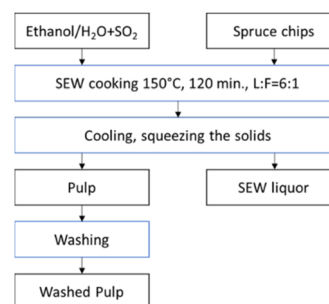 Ethanol/H₂O+SO₂
Spruce chips
SEW cooking 150°C, 120 min., L:F=6:1
Cooling, squeezing the solids
Pulp
SEW liquor
Washing
Washed Pulp